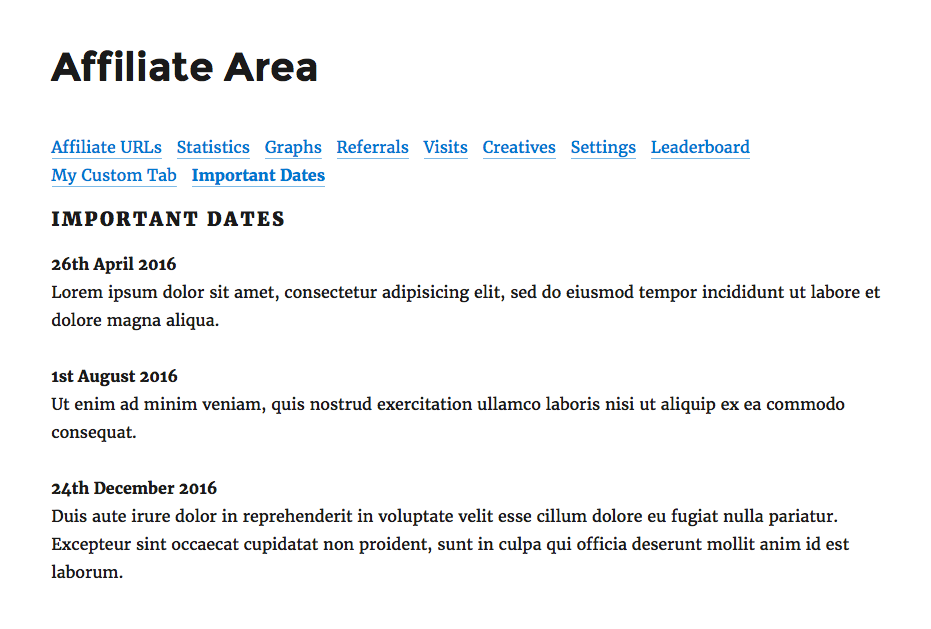 Affiliate Area
Affiliate URLs Statistics Graphs Referrals Visits Creatives Settings Leaderboard
My Custom Tab Important Dates
IMPORTANT DATES
26th April 2016
Lorem ipsum dolor sit amet, consectetur adipisicing elit, sed do eiusmod tempor incididunt ut labore et
dolore magna aliqua.
1st August 2016
Ut enim ad minim veniam, quis nostrud exercitation ullamco laboris nisi ut aliquip ex ea commodo
consequat.
24th December 2016
Duis aute irure dolor in reprehenderit in voluptate velit esse cillum dolore eu fugiat nulla pariatur.
Excepteur sint occaecat cupidatat non proident, sunt in culpa qui officia deserunt mollit anim id est
laborum.